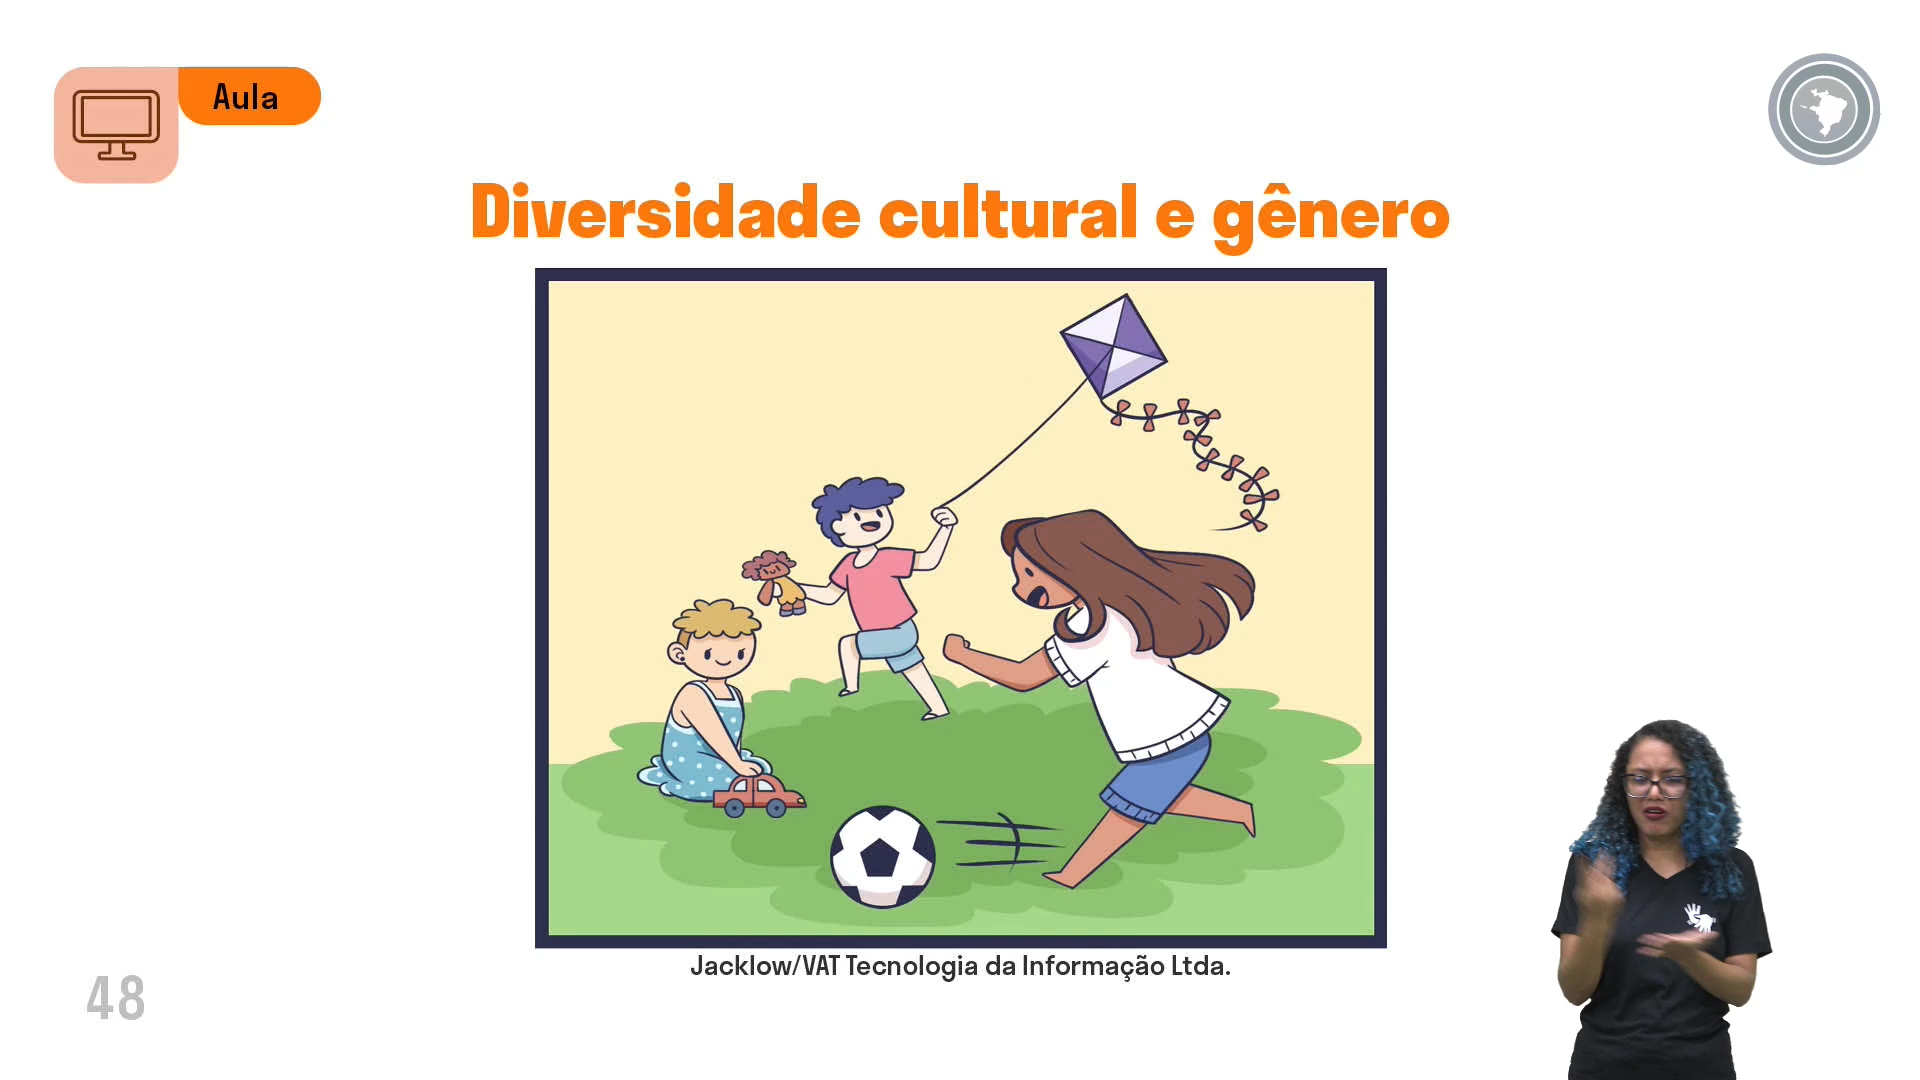 Aula
Diversidade cultural e gênero
Jacklow/VAT Tecnologia da Informação Ltda.
48